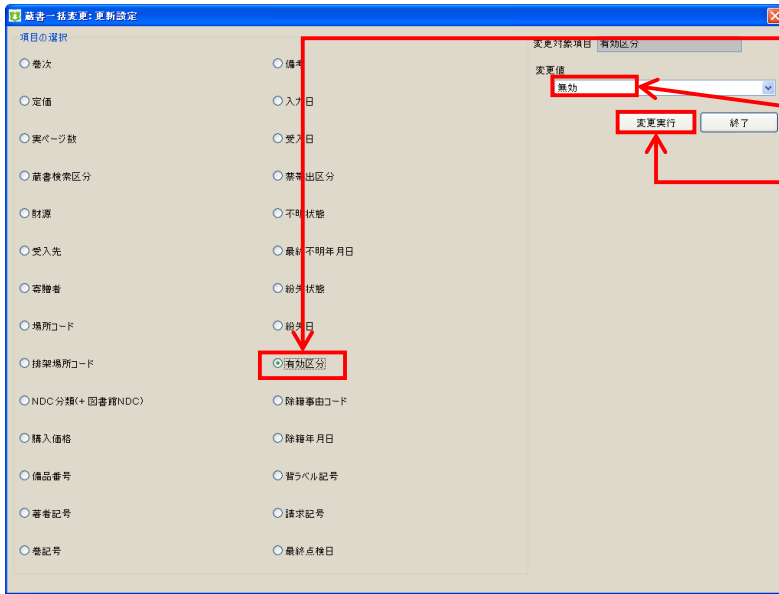 蔵書一括変更:更新設定
項目の選択
巻次
定価
実ページ数
蔵書検索区分
財源
受入先
寄贈者
場所コード
排架場所コード
NDC分類(+図書館NDC)
購入価格
備品番号
著者記号
巻記号
備考
入力日
受入日
禁帯出区分
不明状態
最終不明年月日
紛失状態
紛失日
有効区分
除籍事由コード
除籍年月日
背ラベル記号
請求記号
最終点検日
変更対象項目 有効区分
変更値
無効
変更実行 終了